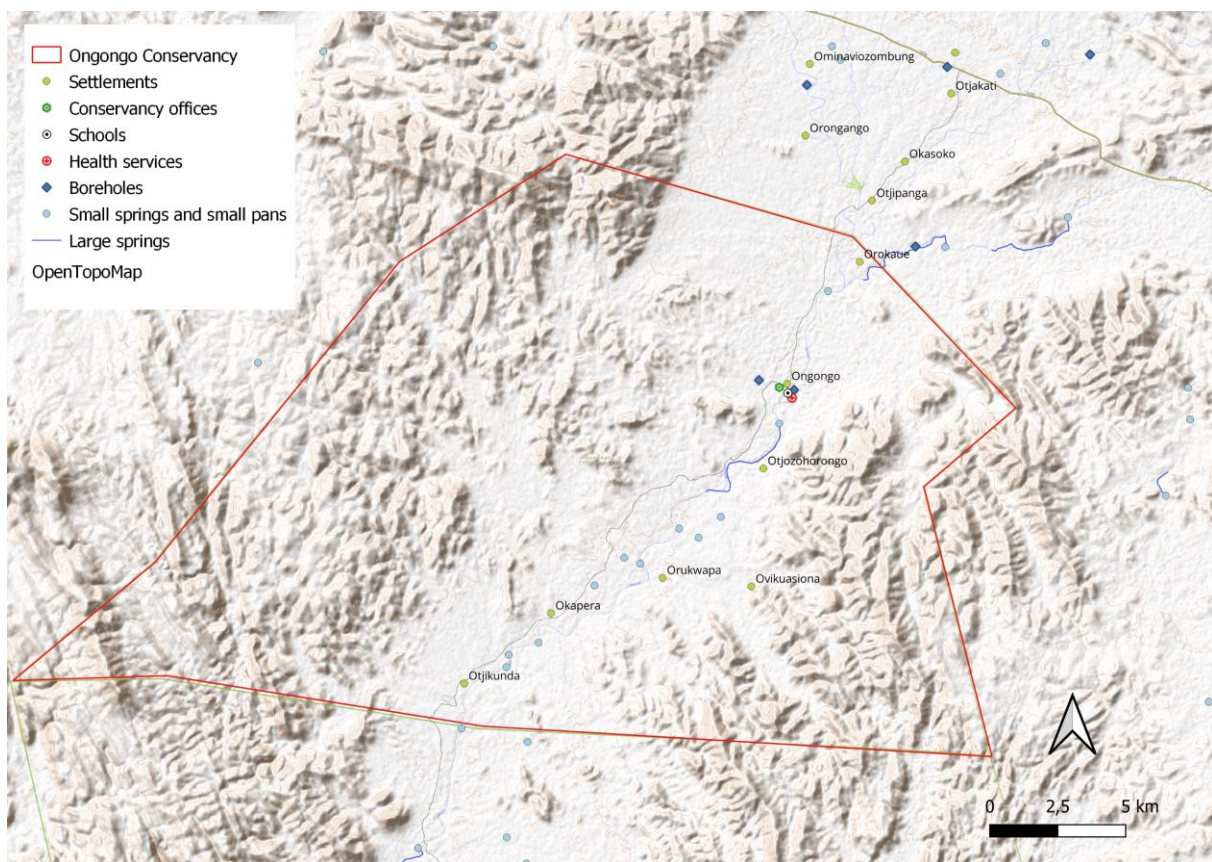 Ongongo Conservancy
Settlements
Conservancy offices
Schools
Health services
Boreholes
Small springs and small pans
Large springs
OpenTopoMap
Ominaviozombung
Otjakati
Orongango
Okasoko
Otjipanga
Orokaue
Ongongo
Otjozohorongo
Orukwapa
Ovikuasiona
Okapera
Otjikunda
0 2,5 5 km